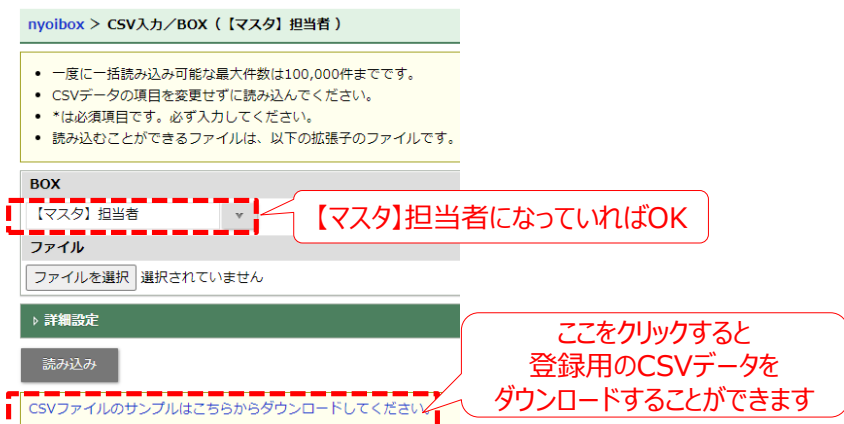 nyoibox > CSV入力/BOX（【マスタ】担当者 ）
• 一度に一括読み込み可能な最大件数は100,000件までです。
• CSVデータの項目を変更せずに読み込んでください。
• *は必須項目です。必ず入力してください。
• 読み込むことができるファイルは、以下の拡張子のファイルです。
BOX
【マスタ】担当者
【マスタ】担当者になっていればOK
ファイル
ファイルを選択 選択されていません
詳細設定
ここをクリックすると
登録用のCSVデータを
ダウンロードすることができます
読み込み
CSVファイルのサンプルはこちらからダウンロードしてください。